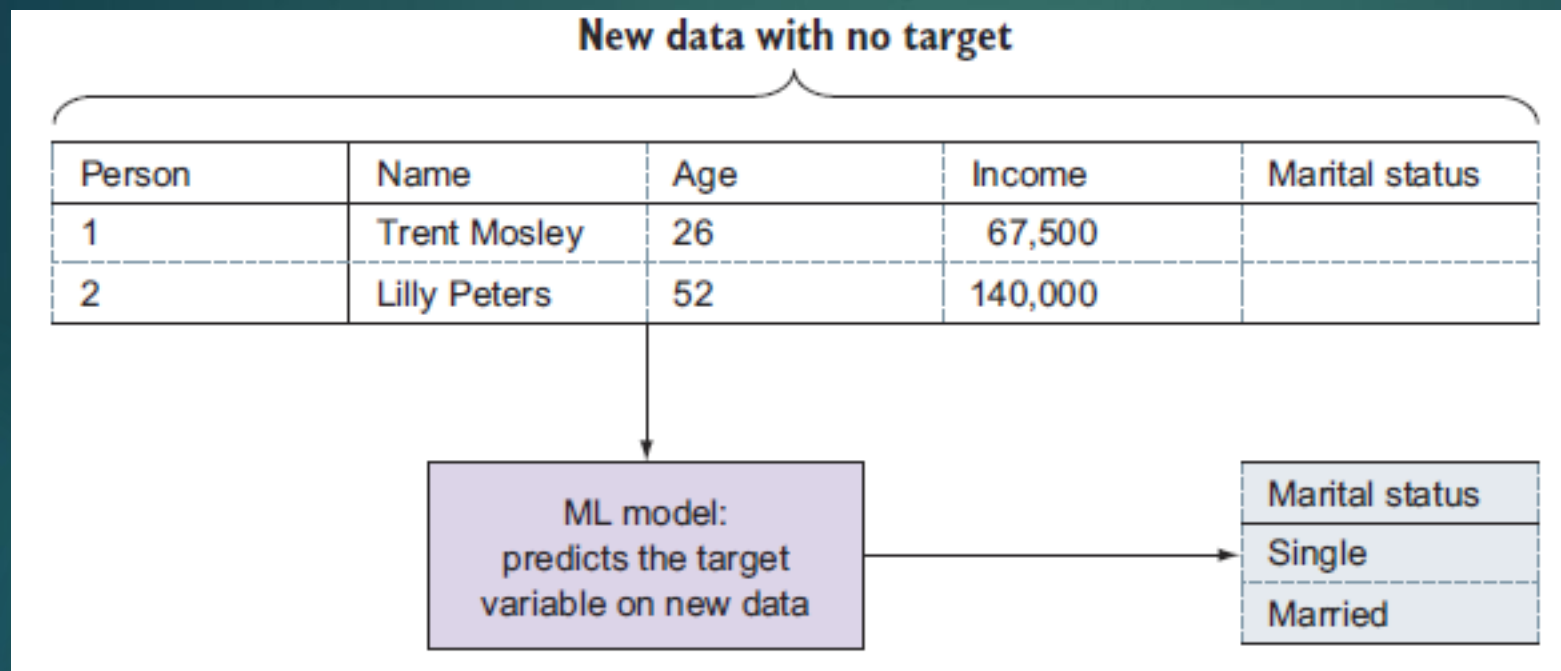 New data with no target
Person Name Age Income Marital status
1 Trent Mosley 26 67,500
2 Lilly Peters 52 140,000
ML model:
predicts the target
variable on new data
Marital status
Single
Married